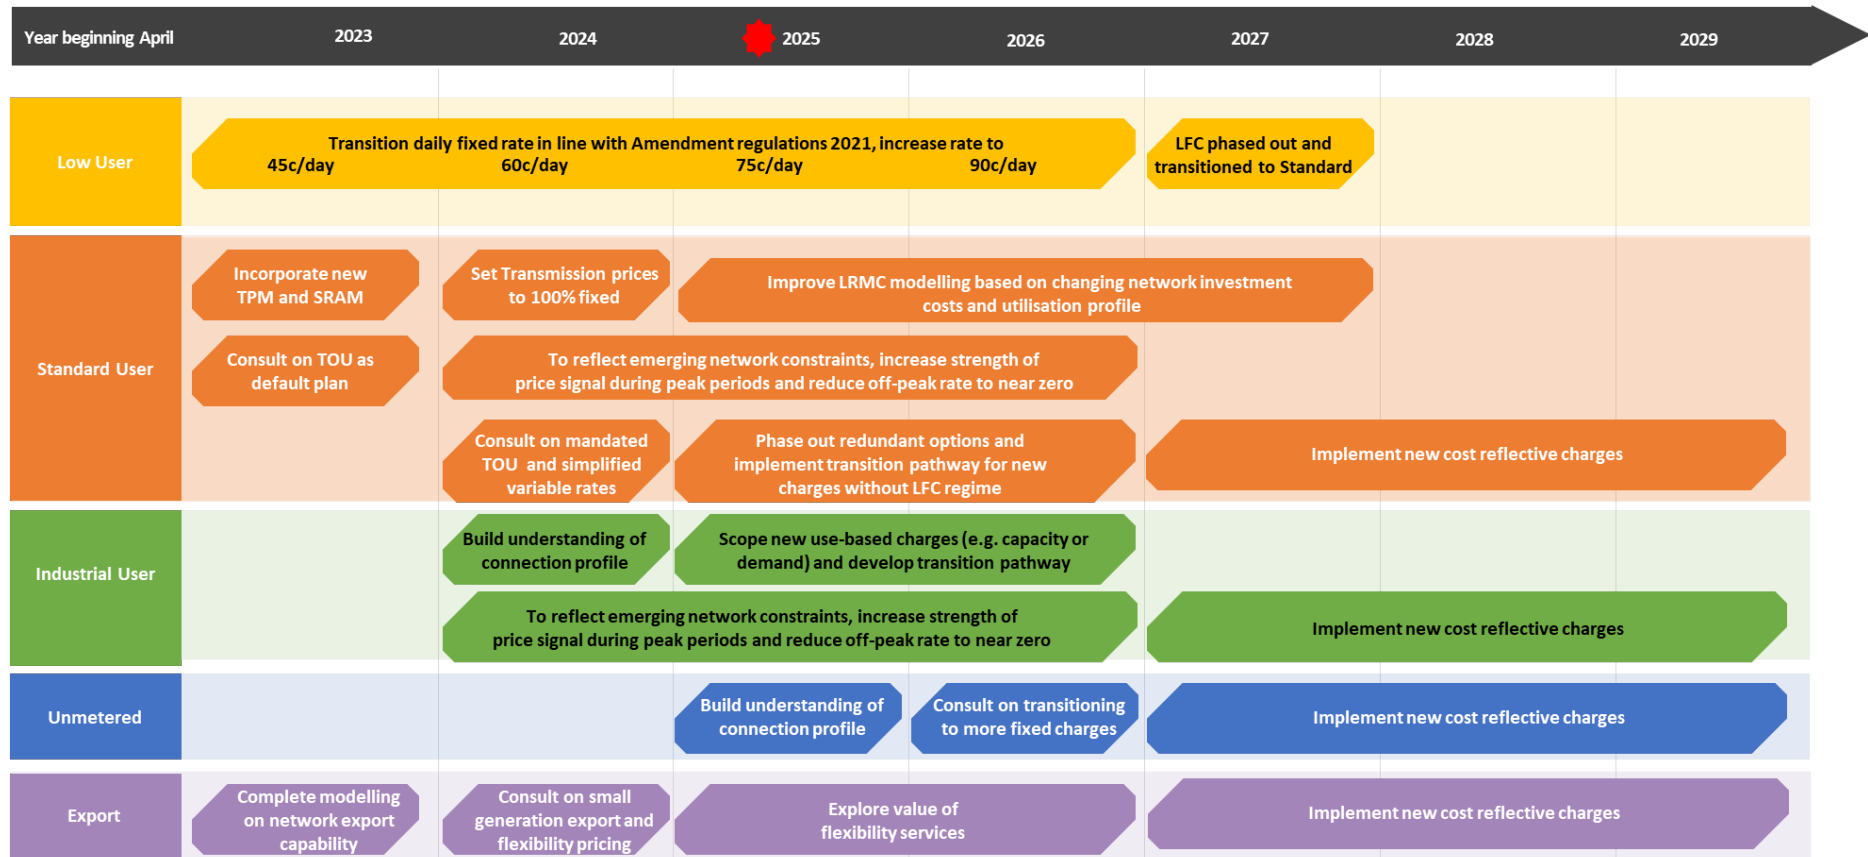 Year beginning April 2023 2024 2025 2026 2027 2028 2029
Low User
Transition daily fixed rate in line with Amendment regulations 2021, increase rate to
45c/day 60c/day 75c/day 90c/day
LFC phased out and
transitioned to Standard
Standard User
Incorporate new
TPM and SRAM
Set Transmission prices
to 100% fixed
Improve LRMC modelling based on changing network investment
costs and utilisation profile
Consult on TOU as
default plan
To reflect emerging network constraints, increase strength of
price signal during peak periods and reduce off-peak rate to near zero
Consult on mandated
TOU and simplified
variable rates
Phase out redundant options and
implement transition pathway for new
charges without LFC regime
Implement new cost reflective charges
Industrial User
Build understanding of
connection profile
Scope new use-based charges (e.g. capacity or
demand) and develop transition pathway
To reflect emerging network constraints, increase strength of
price signal during peak periods and reduce off-peak rate to near zero
Implement new cost reflective charges
Unmetered
Build understanding of
connection profile
Consult on transitioning
to more fixed charges
Implement new cost reflective charges
Export
Complete modelling
on network export
capability
Consult on small
generation export and
flexibility pricing
Explore value of
flexibility services
Implement new cost reflective charges